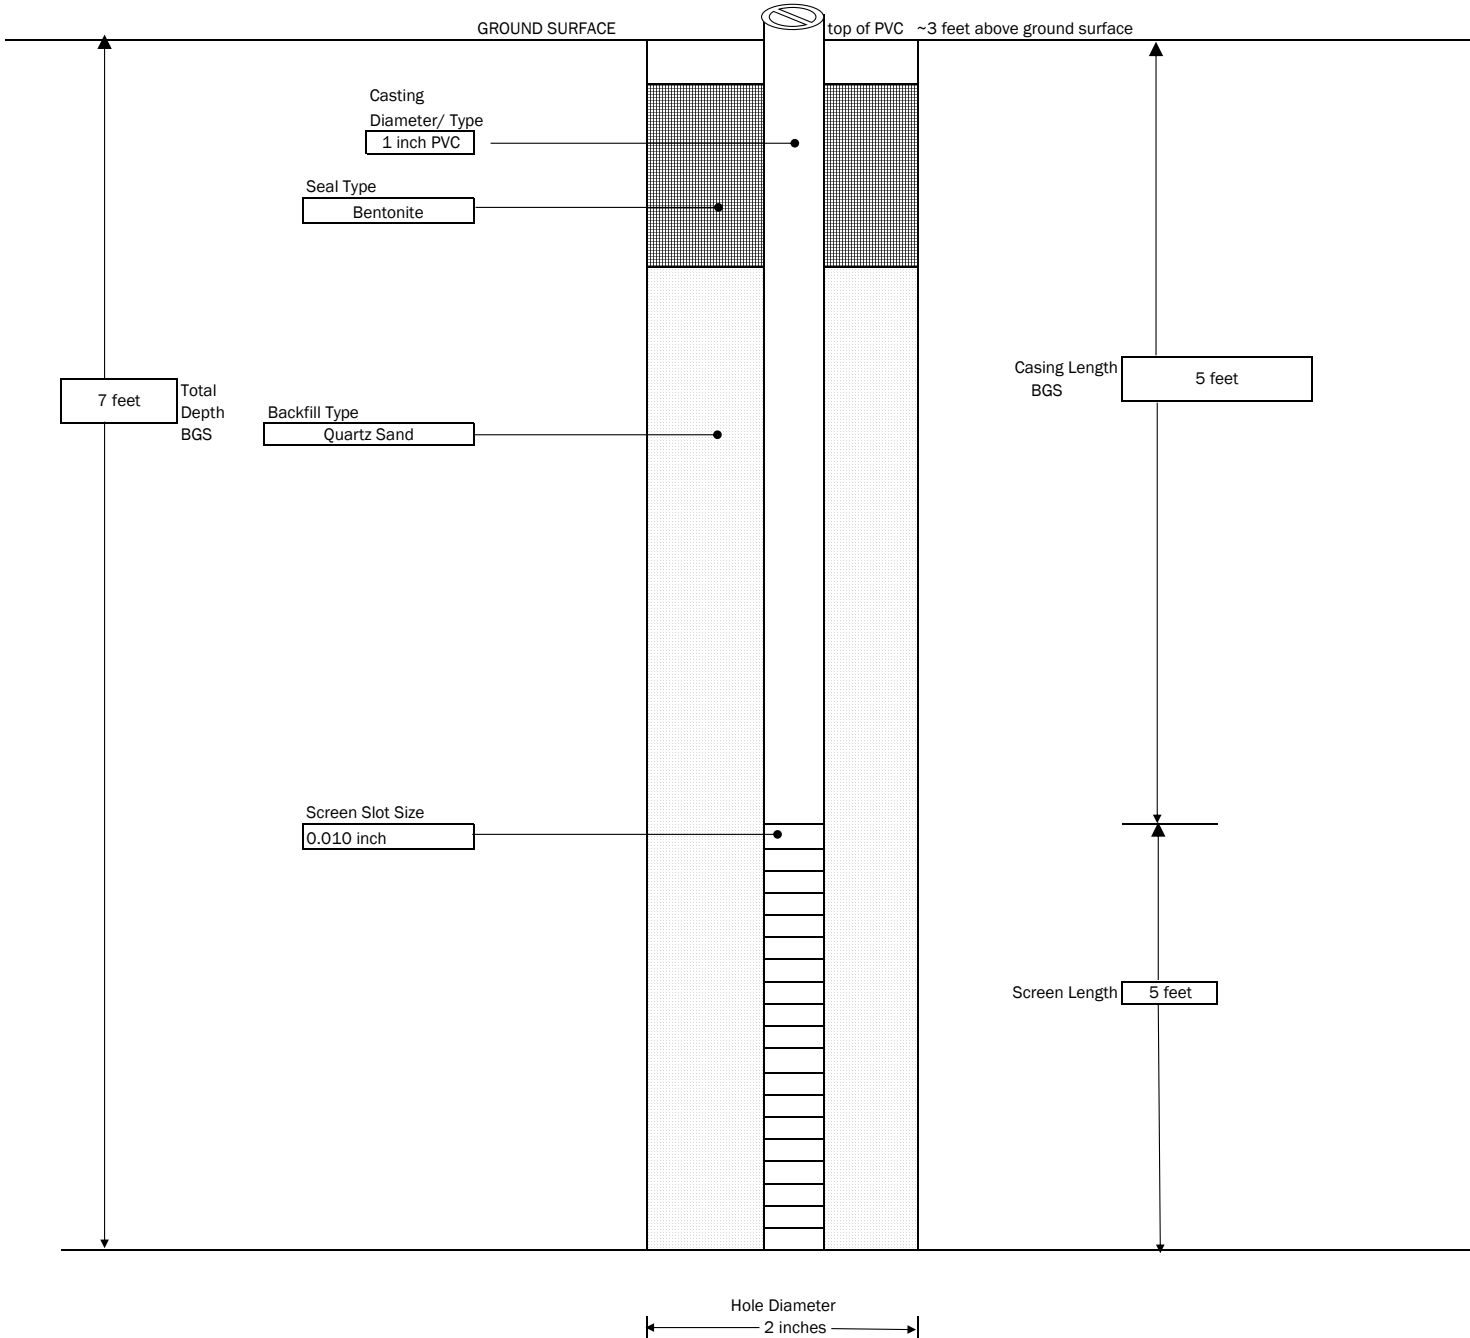 GROUND SURFACE
top of PVC ~3 feet above ground surface
Casting
Diameter/ Type
1 inch PVC
Seal Type
Bentonite
7 feet
Total
Depth
BGS
Backfill Type
Quartz Sand
Casing Length
BGS
5 feet
Screen Slot Size
0.010 inch
Screen Length
5 feet
Hole Diameter
2 inches